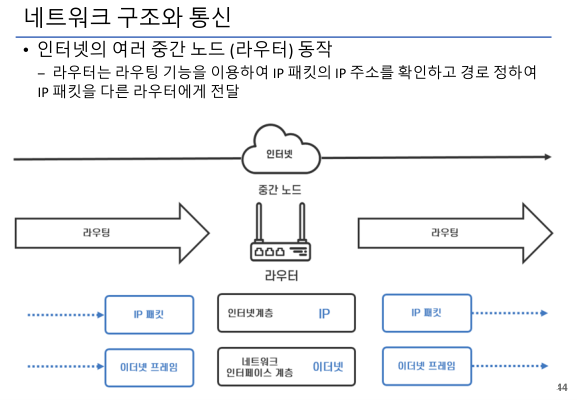 네트워크 구조와 통신
• 인터넷의 여러 중간 노드 (라우터) 동작
– 라우터는 라우팅 기능을 이용하여 IP 패킷의 IP 주소를 확인하고 경로 정하여
IP 패킷을 다른 라우터에게 전달
인터넷
중간 노드
라우팅
라우팅
라우터
IP 패킷
인터넷계층 IP
IP 패킷
이더넷 프레임
네트워크
인터페이스 계층
이더넷
이더넷 프레임
44